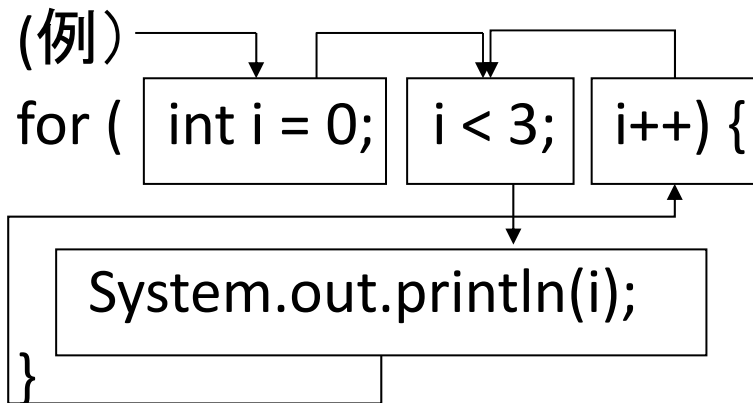 (例）
for ( int i = 0; i < 3; i++) {
System.out.println(i);
}